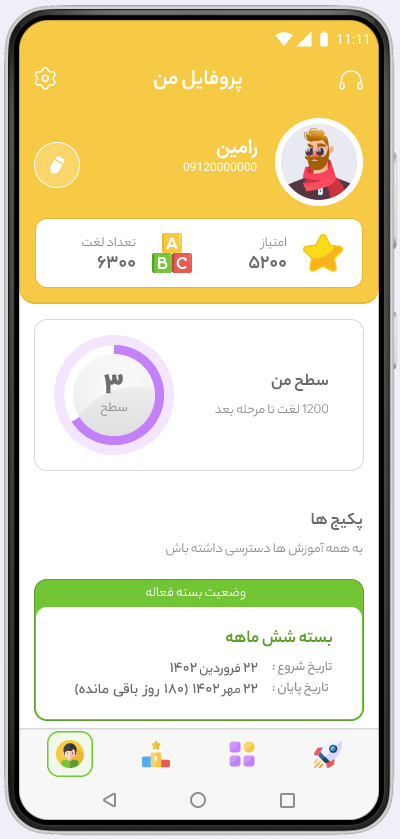 11:11
پروفایل من
رامین
09120000000
امتیاز
۵۲۰۰
تعداد لغت
۶۳۰۰
A
B C
سطح من
1200 لغت تا مرحله بعد
۳
سطح
پکیج ها
به همه آموزش ها دسترسی داشته باش
وضعیت بسته فعاله
بسته شش ماهه
تاریخ شروع : ۲۲ فروردین ۱۴۰۲
تاریخ پایان : ۲۲ مهر ۱۴۰۲ (۱۸۰ روز باقی مانده)